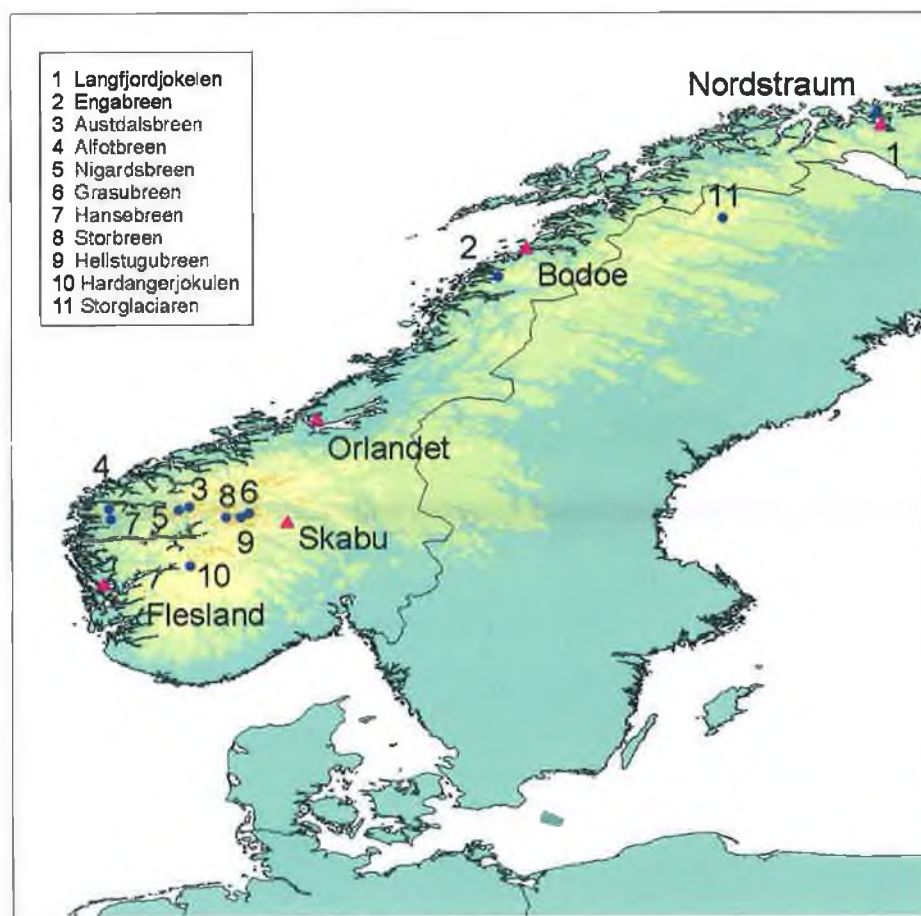 1 Langfjordjokelen
2 Engabreen
3 Austdalsbreen
4 Alfotbreen
5 Nigardsbreen
6 Grasubreen
7 Hansebreen
8 Storbreen
9 Hellstugubreen
10 Hardangerjokulen
11 Storglaciaren
Nordstraum
1
11
2
Bodoe
Orlandet
4
3
8 6
5
7
9
Skabu
10
Flesland